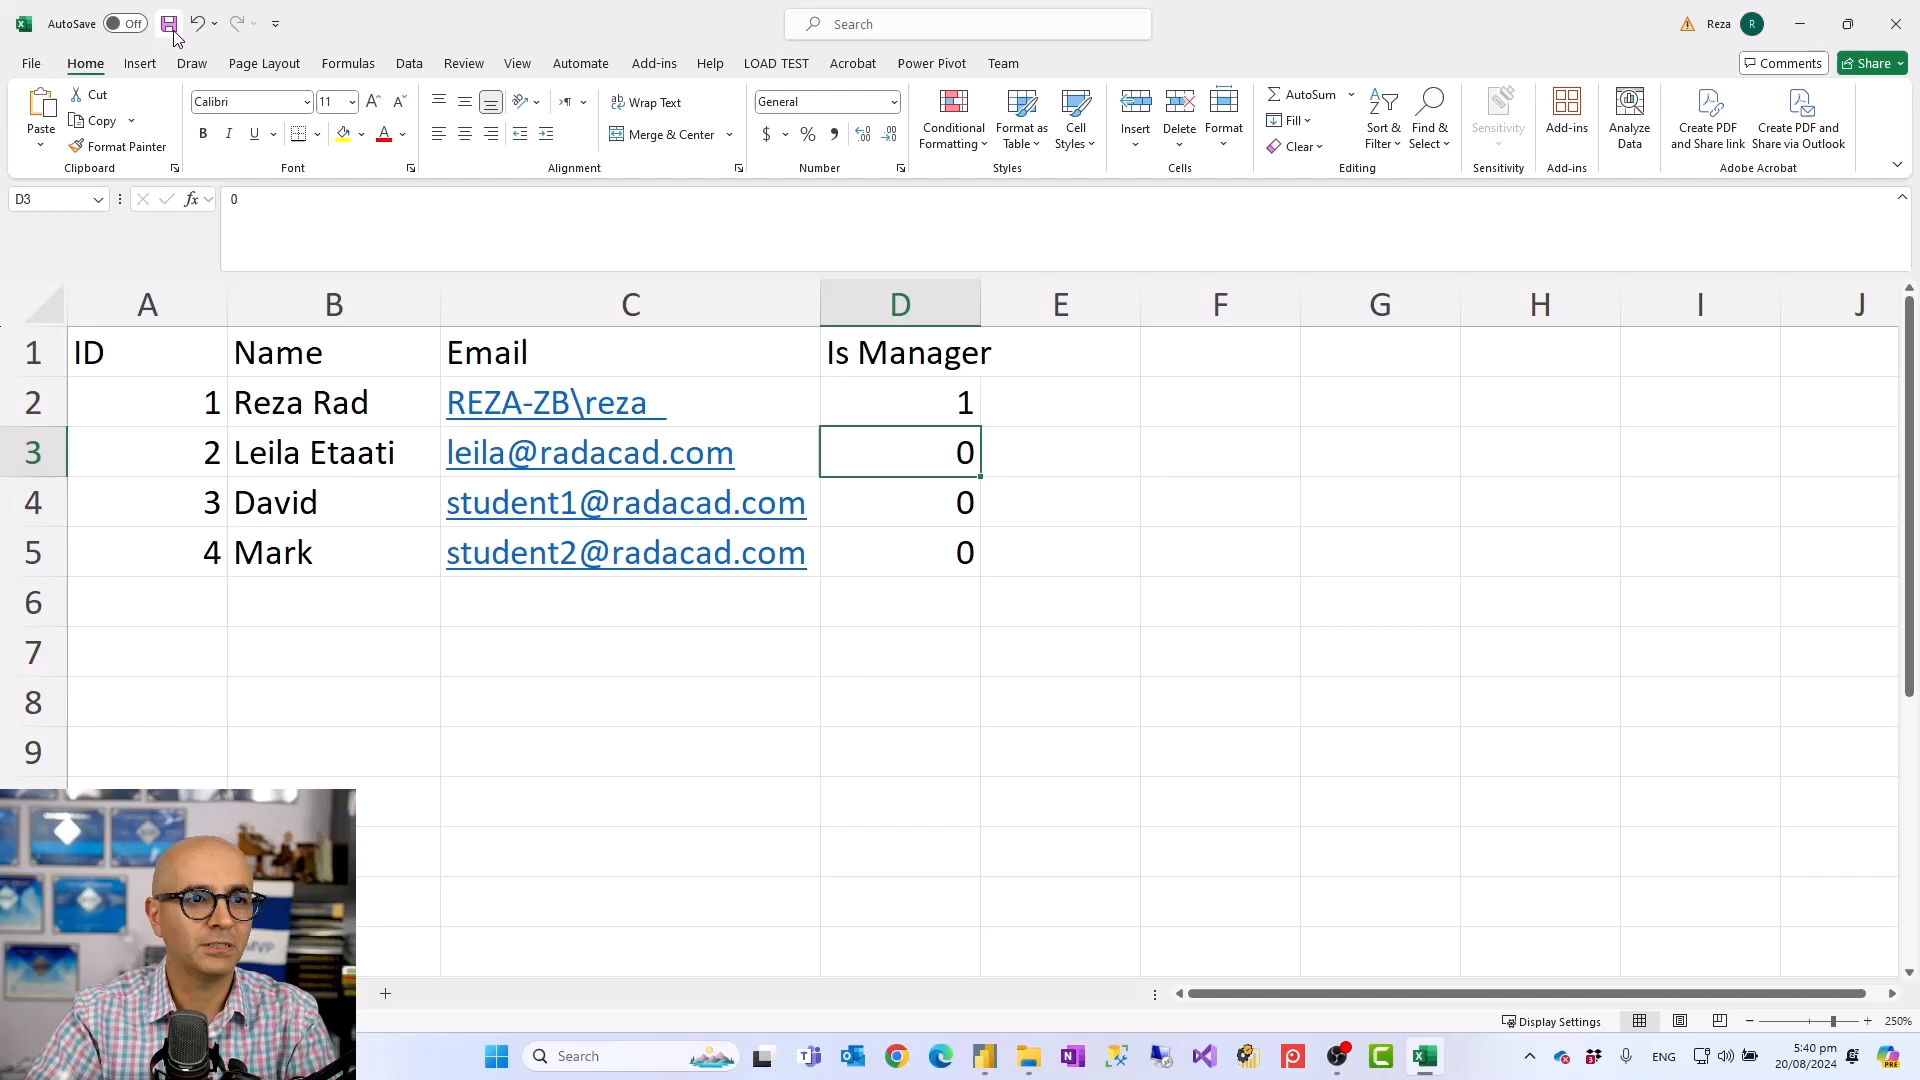 AutoSave Off
Search
Reza R
File Home Insert Draw Page Layout Formulas Data Review View Automate Add-ins Help LOAD TEST Acrobat Power Pivot Team
Comments Share
Paste
Cut
Copy
Format Painter
Clipboard
Calibri 11
B I U
Font
Wrap Text
Merge & Center
Alignment
General
$ %
Number
Conditional Formatting
Format as Table
Cell Styles
Styles
Insert Delete Format
Cells
AutoSum
Fill
Clear
Sort & Filter
Find & Select
Editing
Sensitivity
Sensitivity
Add-ins
Add-ins
Analyze Data
Create PDF and Share link
Create PDF and Share via Outlook
Adobe Acrobat
D3 fx 0
A B C D E F G H I J
1 ID Name Email Is Manager
2 1 Reza Rad REZA-ZB\reza 1
3 2 Leila Etaati leila@radacad.com 0
4 3 David student1@radacad.com 0
5 4 Mark student2@radacad.com 0
6
7
8
9
Display Settings 250%
Search
ENG
5:40 pm
20/08/2024